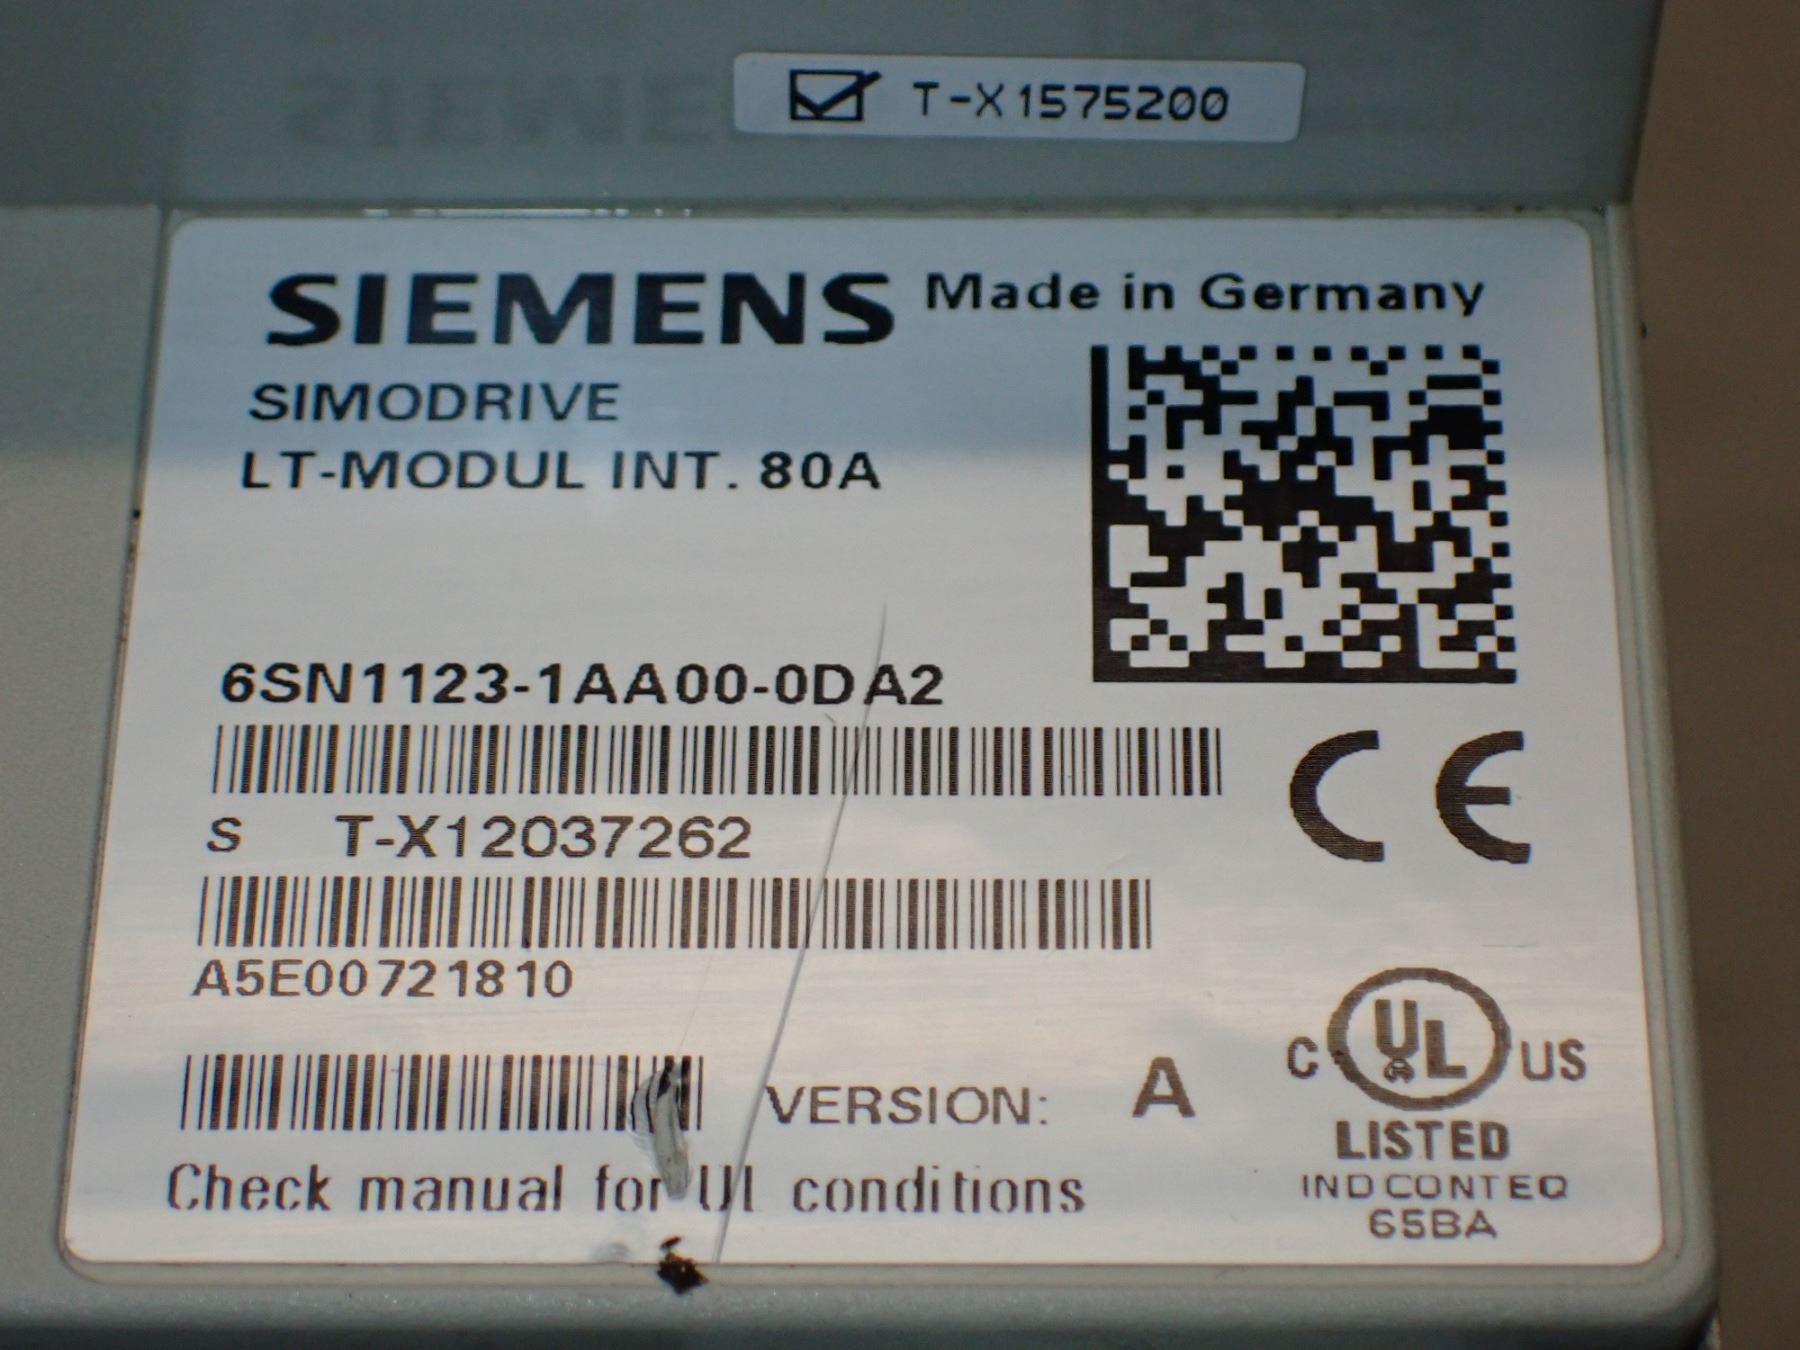 T-X1575200
SIEMENS Made in Germany
SIMODRIVE
LT-MODUL INT. 80A
6SN1123-1AA00-0DA2
CE
S T-X12037262
A5E00721810
VERSION: A
C UL US
LISTED
Check manual for UL conditions
IND CONT EQ
65BA